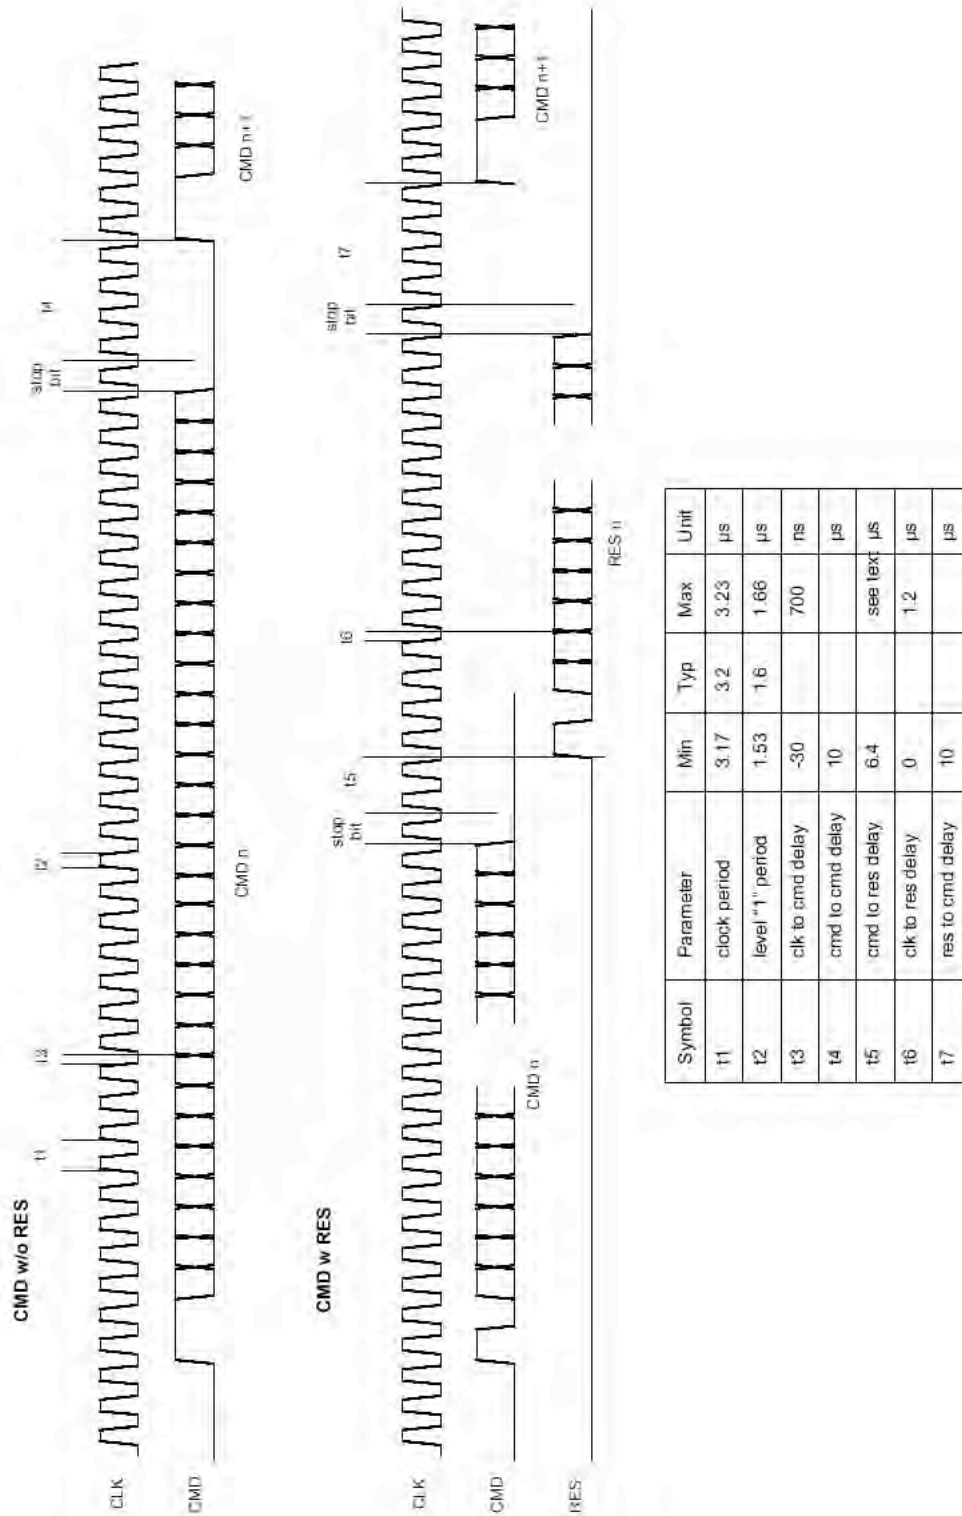 CMD w/o RES
t1
t3
t2
stop
bit
t4
CLK
CMD
CMD n
CMD n+1
CMD w RES
stop
bit
t5
t6
stop
bit
t7
CLK
CMD
CMD n
CMD n+1
RES
RES n
Symbol Parameter Min Typ Max Unit
t1 clock period 3.17 3.2 3.23 µs
t2 level "1" period 1.53 1.6 1.66 µs
t3 clk to cmd delay -30 700 ns
t4 cmd to cmd delay 10 µs
t5 cmd to res delay 6.4 see text µs
t6 clk to res delay 0 1.2 µs
t7 res to cmd delay 10 µs